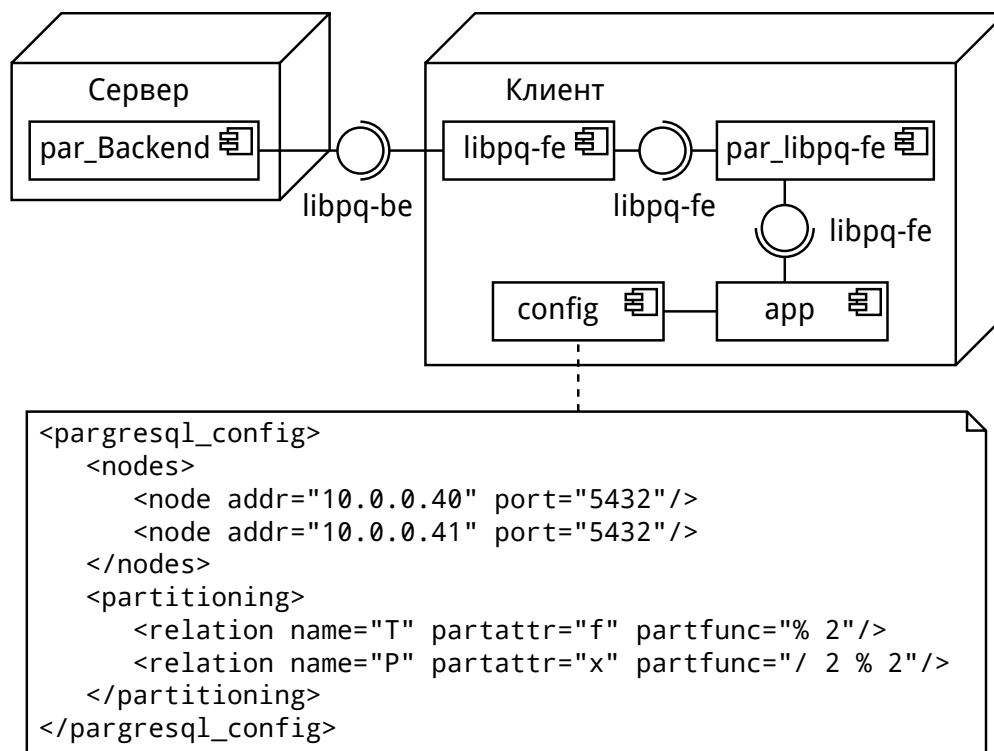 Сервер
Клиент
par_Backend
libpq-fe
par_libpq-fe
libpq-be
libpq-fe
libpq-fe
config
app
<pargresql_config>
   <nodes>
      <node addr="10.0.0.40" port="5432"/>
      <node addr="10.0.0.41" port="5432"/>
   </nodes>
   <partitioning>
      <relation name="T" partattr="f" partfunc="% 2"/>
      <relation name="P" partattr="x" partfunc="/ 2 % 2"/>
   </partitioning>
</pargresql_config>